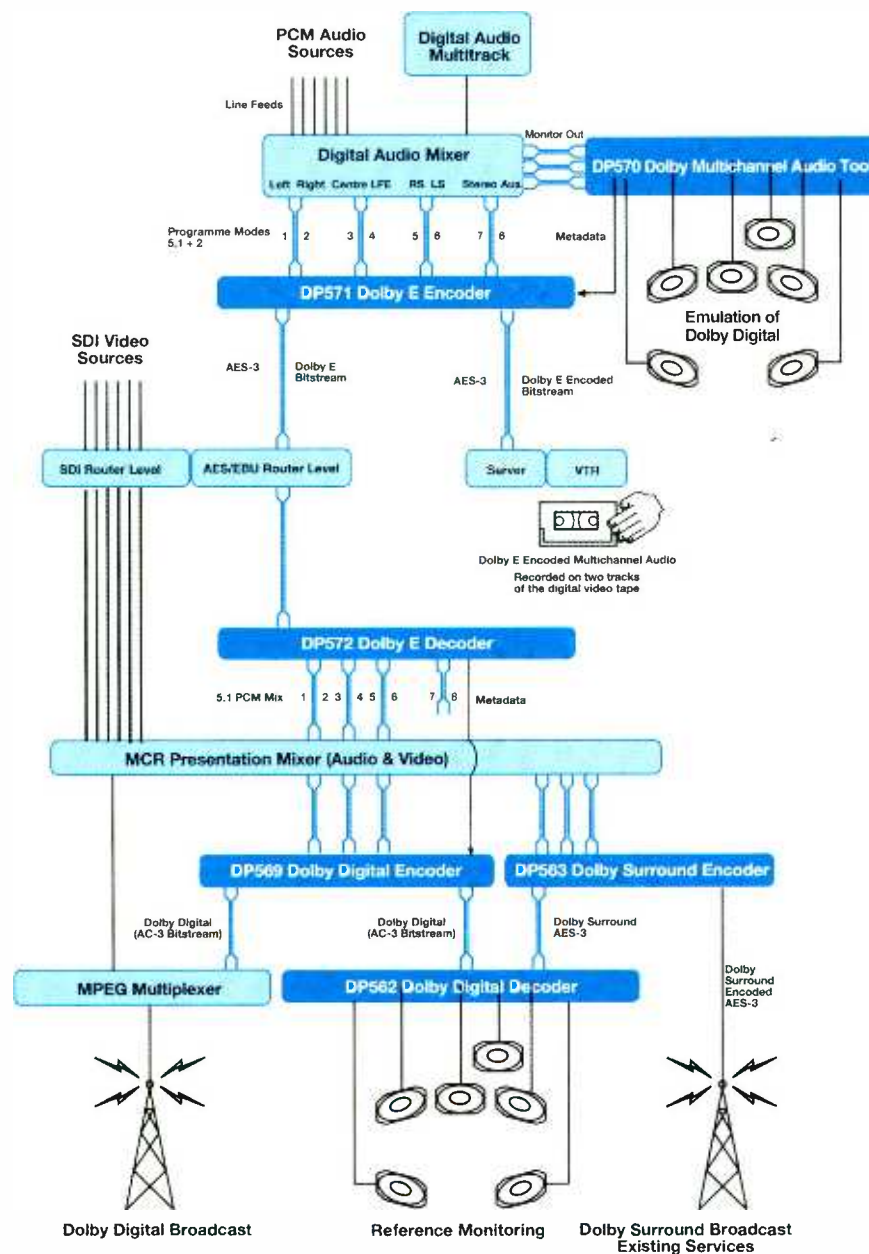 PCM Audio
Sources
Digital Audio
Multitrack
Line Feeds
Monitor Out
Digital Audio Mixer
Left Right Centre LFE RS LS Stereo Aux
DP570 Dolby Multichannel Audio Tool
Programme Modes
5.1 + 2
1 2 3 4 5 6 7 8
Metadata
DP571 Dolby E Encoder
Emulation of
Dolby Digital
SDI Video
Sources
AES-3
Dolby E
Bitstream
AES-3
Dolby E Encoded
Bitstream
SDI Router Level
AES/EBU Router Level
Server
VTR
Dolby E Encoded Multichannel Audio
Recorded on two tracks
of the digital video tape
DP572 Dolby E Decoder
5.1 PCM Mix
1 2 3 4 5 6 7 8
Metadata
MCR Presentation Mixer (Audio & Video)
DP569 Dolby Digital Encoder
DP563 Dolby Surround Encoder
Dolby Digital
(AC-3 Bitstream)
Dolby Digital
(AC-3 Bitstream)
Dolby Surround
AES-3
MPEG Multiplexer
DP562 Dolby Digital Decoder
Dolby
Surround
Encoded
AES-3
Dolby Digital Broadcast
Reference Monitoring
Dolby Surround Broadcast
Existing Services